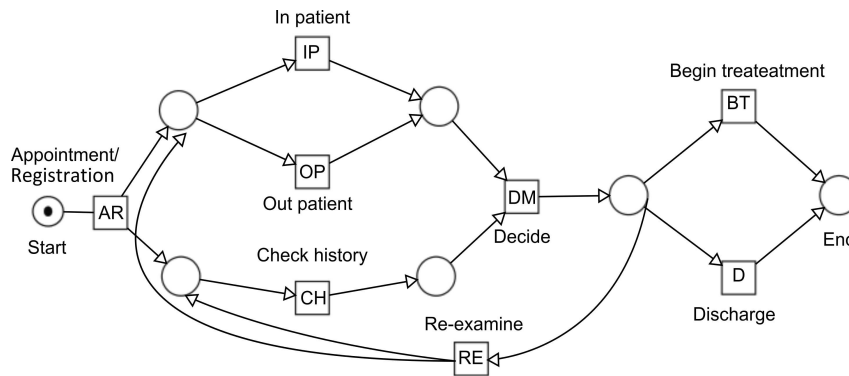 In patient
IP
Begin treateatment
BT
Appointment/
Registration
OP
Out patient
AR
DM
Start
Decide
End
Check history
CH
D
Discharge
Re-examine
RE